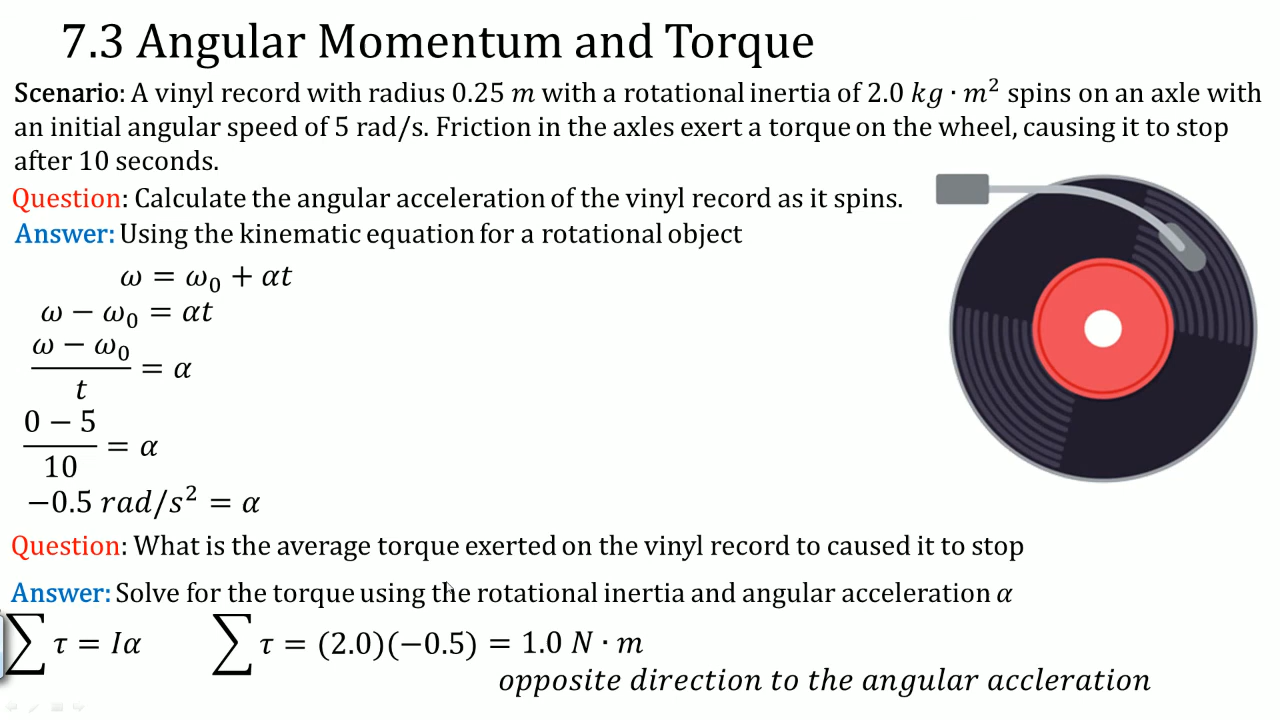 7.3 Angular Momentum and Torque
Scenario: A vinyl record with radius 0.25 m with a rotational inertia of 2.0 kg · m² spins on an axle with
an initial angular speed of 5 rad/s. Friction in the axles exert a torque on the wheel, causing it to stop
after 10 seconds.
Question: Calculate the angular acceleration of the vinyl record as it spins.
Answer: Using the kinematic equation for a rotational object
ω = ω₀ + αt
ω − ω₀ = αt
(ω − ω₀)/t = α
(0 − 5)/10 = α
−0.5 rad/s² = α
Question: What is the average torque exerted on the vinyl record to caused it to stop
Answer: Solve for the torque using the rotational inertia and angular acceleration α
∑ τ = Iα ∑ τ = (2.0)(−0.5) = 1.0 N · m
opposite direction to the angular accleration